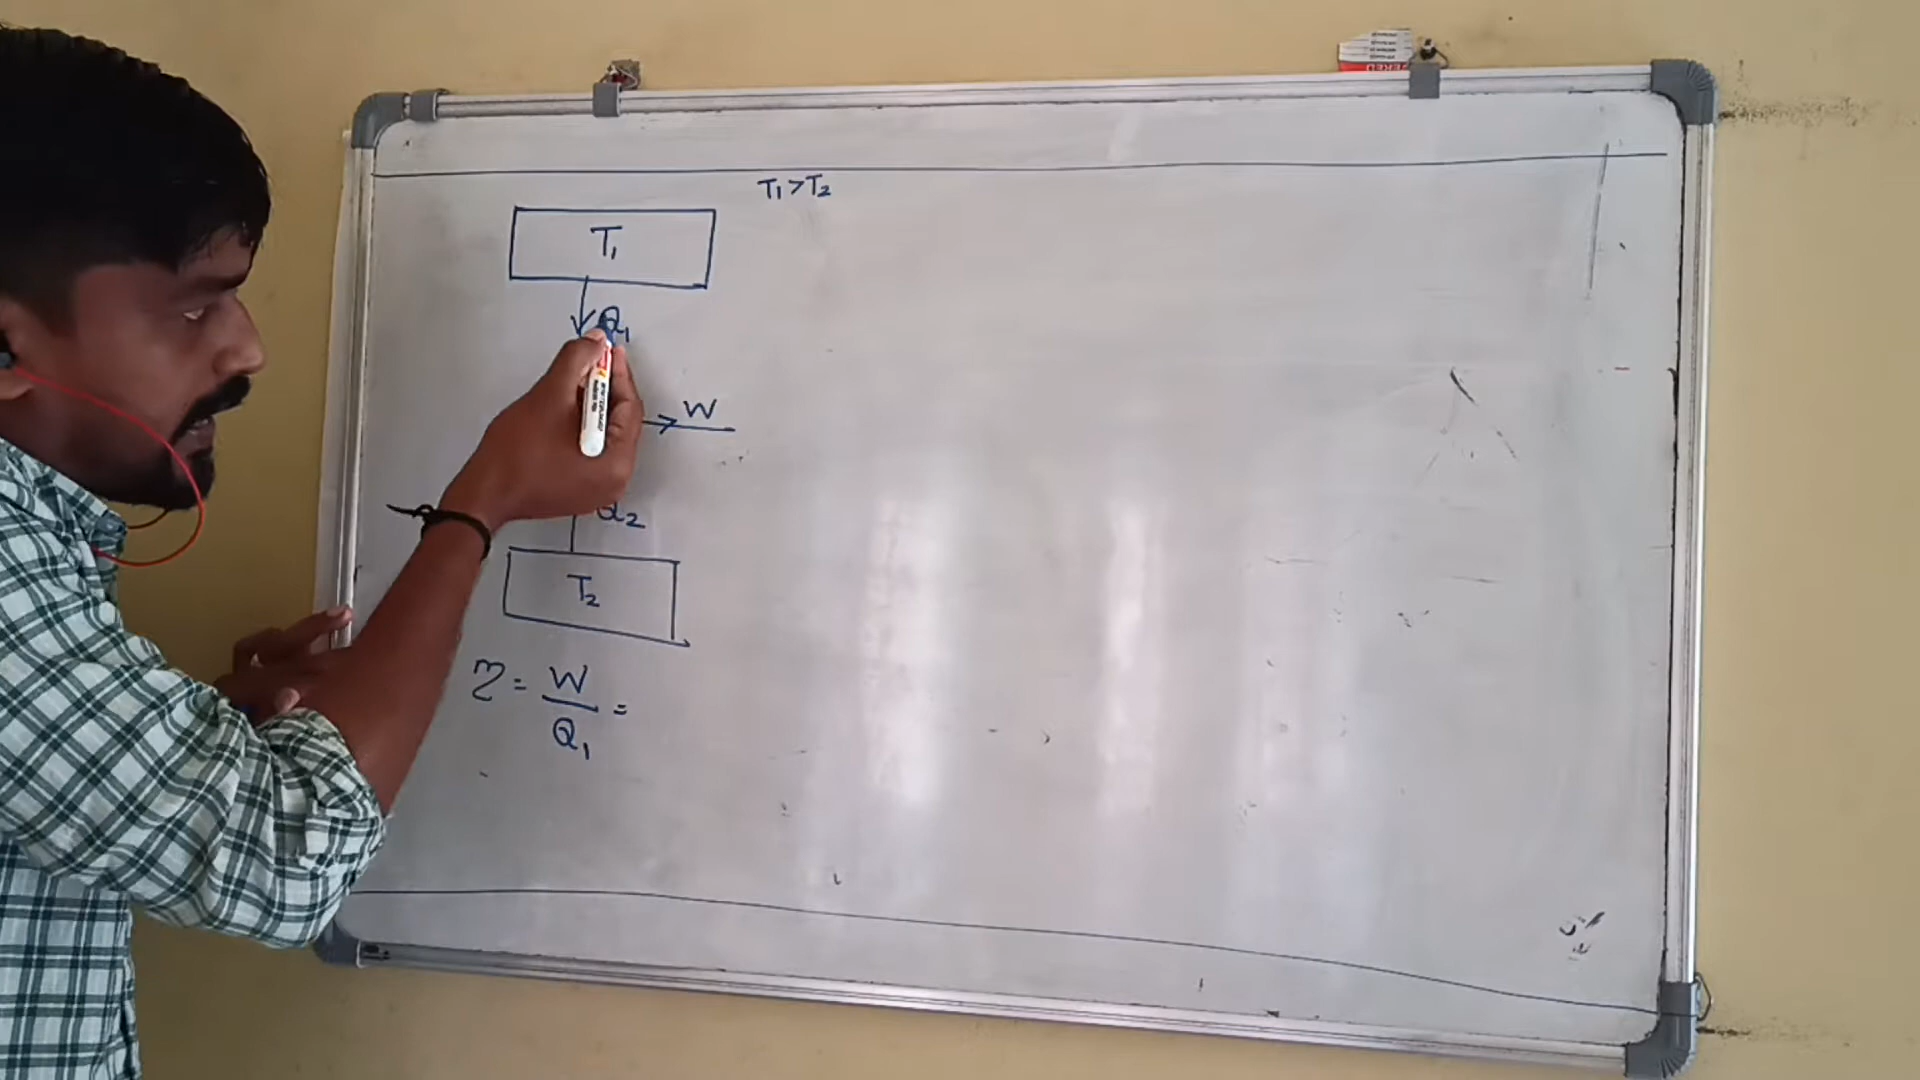 T₁ > T₂
T₁
Q₁
W
Q₂
T₂
η = W/Q₁ =